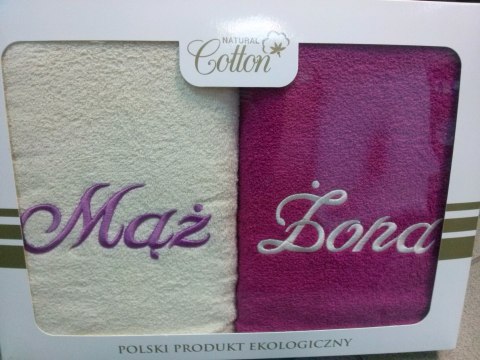 NATURAL
Cotton
Mąż
Żona
POLSKI PRODUKT EKOLOGICZNY